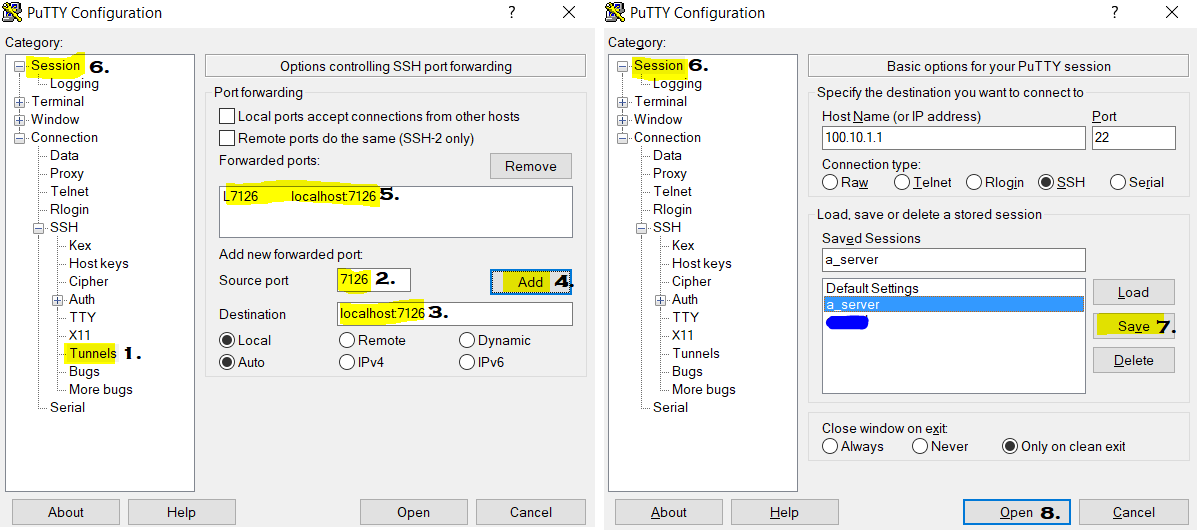 PuTTY Configuration
?
Category:
Session 6.
Logging
Terminal
Window
Connection
Data
Proxy
Telnet
Rlogin
SSH
Kex
Host keys
Cipher
Auth
TTY
X11
Tunnels 1.
Bugs
More bugs
Serial
Options controlling SSH port forwarding
Port forwarding
Local ports accept connections from other hosts
Remote ports do the same (SSH-2 only)
Forwarded ports:
Remove
L7126 localhost:7126 5.
Add new forwarded port:
Source port 7126 2. Add 4.
Destination localhost:7126 3.
Local Remote Dynamic
Auto IPv4 IPv6
About Help Open Cancel
PuTTY Configuration
?
Category:
Session 6.
Logging
Terminal
Window
Connection
Data
Proxy
Telnet
Rlogin
SSH
Kex
Host keys
Cipher
Auth
TTY
X11
Tunnels
Bugs
More bugs
Serial
Basic options for your PuTTY session
Specify the destination you want to connect to
Host Name (or IP address) Port
100.10.1.1 22
Connection type:
Raw Telnet Rlogin SSH Serial
Load, save or delete a stored session
Saved Sessions
a_server
Default Settings
a_server
Load
Save 7.
Delete
Close window on exit:
Always Never Only on clean exit
About Help Open 8. Cancel